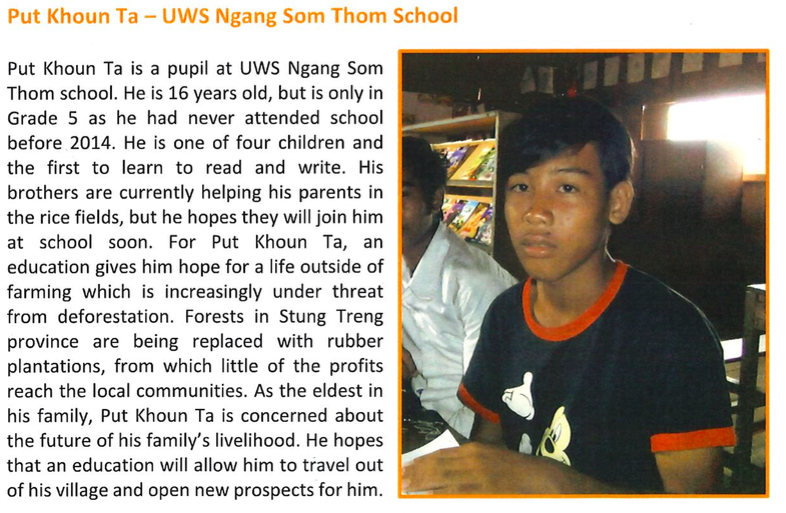 Put Khoun Ta – UWS Ngang Som Thom School
Put Khoun Ta is a pupil at UWS Ngang Som
Thom school. He is 16 years old, but is only in
Grade 5 as he had never attended school
before 2014. He is one of four children and
the first to learn to read and write. His
brothers are currently helping his parents in
the rice fields, but he hopes they will join him
at school soon. For Put Khoun Ta, an
education gives him hope for a life outside of
farming which is increasingly under threat
from deforestation. Forests in Stung Treng
province are being replaced with rubber
plantations, from which little of the profits
reach the local communities. As the eldest in
his family, Put Khoun Ta is concerned about
the future of his family's livelihood. He hopes
that an education will allow him to travel out
of his village and open new prospects for him.